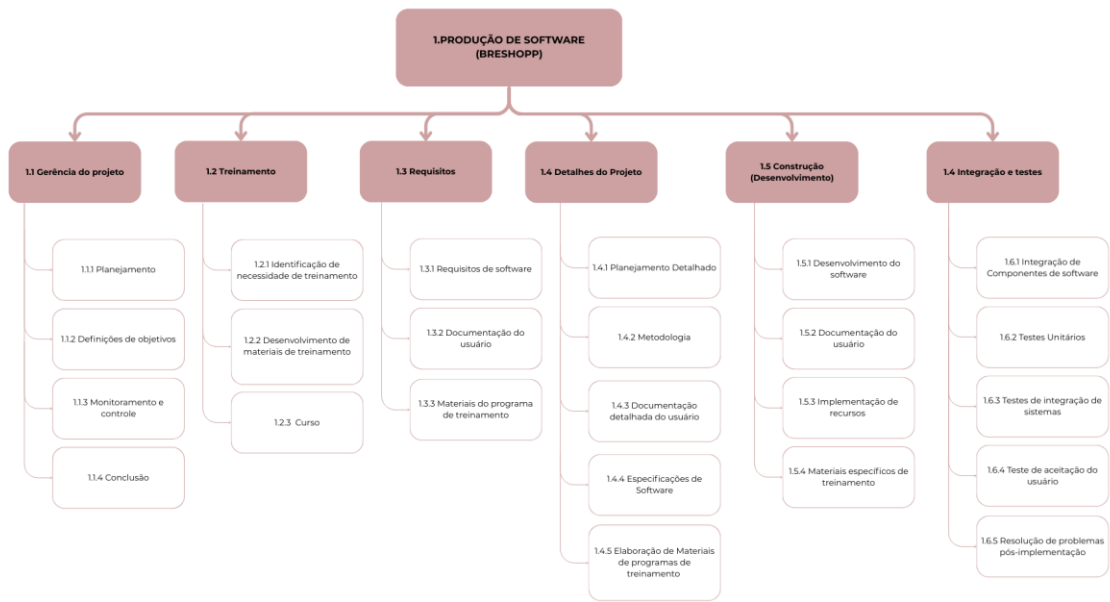 1.PRODUÇÃO DE SOFTWARE
(BRESHOPP)
1.1 Gerência do projeto
1.2 Treinamento
1.3 Requisitos
1.4 Detalhes do Projeto
1.5 Construção
(Desenvolvimento)
1.4 Integração e testes
1.1.1 Planejamento
1.1.2 Definições de objetivos
1.1.3 Monitoramento e
controle
1.1.4 Conclusão
1.2.1 Identificação de
necessidade de treinamento
1.2.2 Desenvolvimento de
materiais de treinamento
1.2.3 Curso
1.3.1 Requisitos de software
1.3.2 Documentação do
usuário
1.3.3 Materiais do programa
de treinamento
1.4.1 Planejamento Detalhado
1.4.2 Metodologia
1.4.3 Documentação
detalhada do usuário
1.4.4 Especificações de
Software
1.4.5 Elaboração de Materiais
de programas de
treinamento
1.5.1 Desenvolvimento do
software
1.5.2 Documentação do
usuário
1.5.3 Implementação de
recursos
1.5.4 Materiais específicos de
treinamento
1.6.1 Integração de
Componentes de software
1.6.2 Testes Unitários
1.6.3 Testes de integração de
sistemas
1.6.4 Teste de aceitação do
usuário
1.6.5 Resolução de problemas
pós-implementação